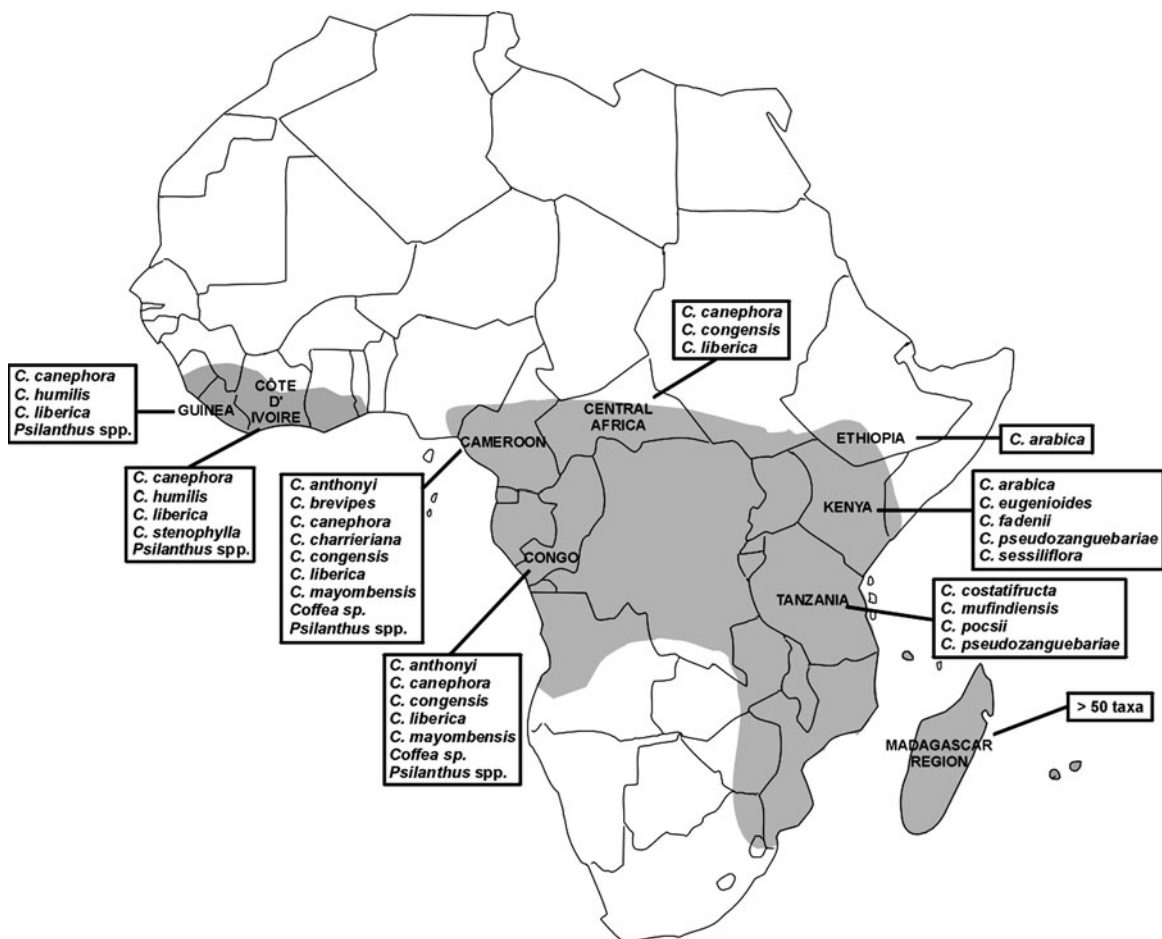 C. canephora
C. congensis
C. liberica
C. canephora
C. humilis
C. liberica
Psilanthus spp.
GUINEA
CÔTE
D'
IVOIRE
CENTRAL
AFRICA
CAMEROON
ETHIOPIA
C. arabica
C. canephora
C. humilis
C. liberica
C. stenophylla
Psilanthus spp.
C. anthonyi
C. brevipes
C. canephora
C. charrieriana
C. congensis
C. liberica
C. mayombensis
Coffea sp.
Psilanthus spp.
KENYA
C. arabica
C. eugenioides
C. fadenii
C. pseudozanguebariae
C. sessiliflora
CONGO
TANZANIA
C. costatifructa
C. mufindiensis
C. pocsii
C. pseudozanguebariae
C. anthonyi
C. canephora
C. congensis
C. liberica
C. mayombensis
Coffea sp.
Psilanthus spp.
> 50 taxa
MADAGASCAR
REGION